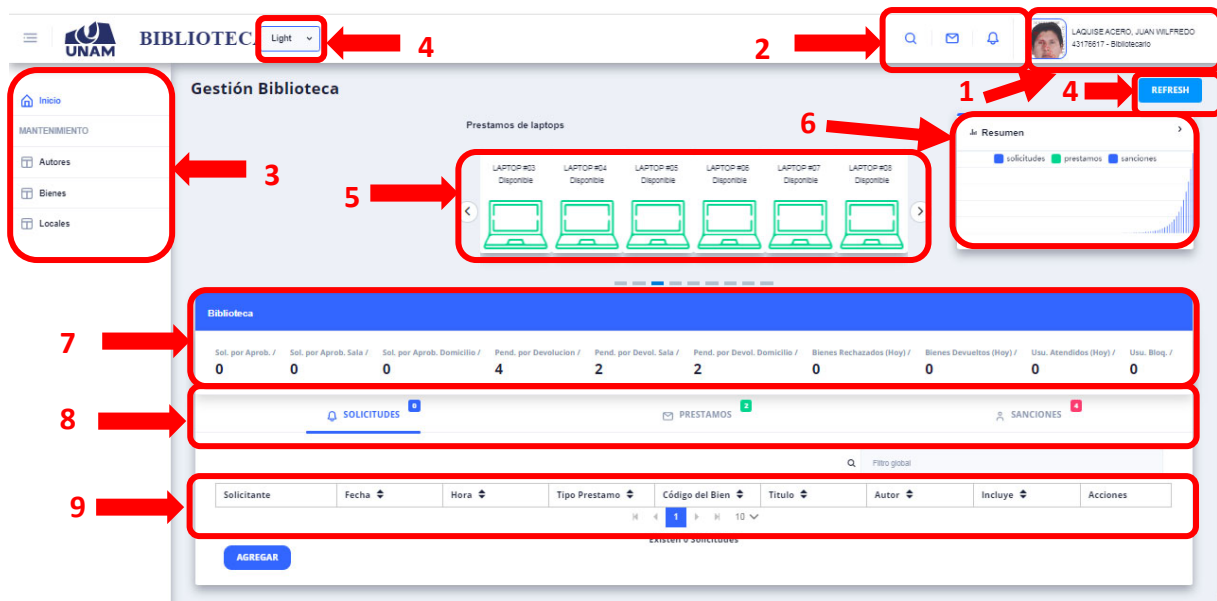 UNAM
BIBLIOTECA
Light
4
2
LAQUISE ACERO, JUAN WILFREDO
43176617 - Bibliotecario
Gestión Biblioteca
1
4
REFRESH
Inicio
MANTENIMIENTO
Autores
Bienes
Locales
3
Prestamos de laptops
5
LAPTOP #03 LAPTOP #04 LAPTOP #05 LAPTOP #06 LAPTOP #07 LAPTOP #08
Disponible Disponible Disponible Disponible Disponible Disponible
6
Resumen
solicitudes prestamos sanciones
7
Biblioteca
Sol. por Aprob. / Sol. por Aprob. Sala / Sol. por Aprob. Domicilio / Pend. por Devolucion / Pend. por Devol. Sala / Pend. por Devol. Domicilio / Bienes Rechazados (Hoy) / Bienes Devueltos (Hoy) / Usu. Atendidos (Hoy) / Usu. Bloq. /
0 0 0 4 2 2 0 0 0 0
8
SOLICITUDES 0 PRESTAMOS 2 SANCIONES 4
Filtro global
9
Solicitante Fecha Hora Tipo Prestamo Código del Bien Titulo Autor Incluye Acciones
1 10
Existen 0 Solicitudes
AGREGAR